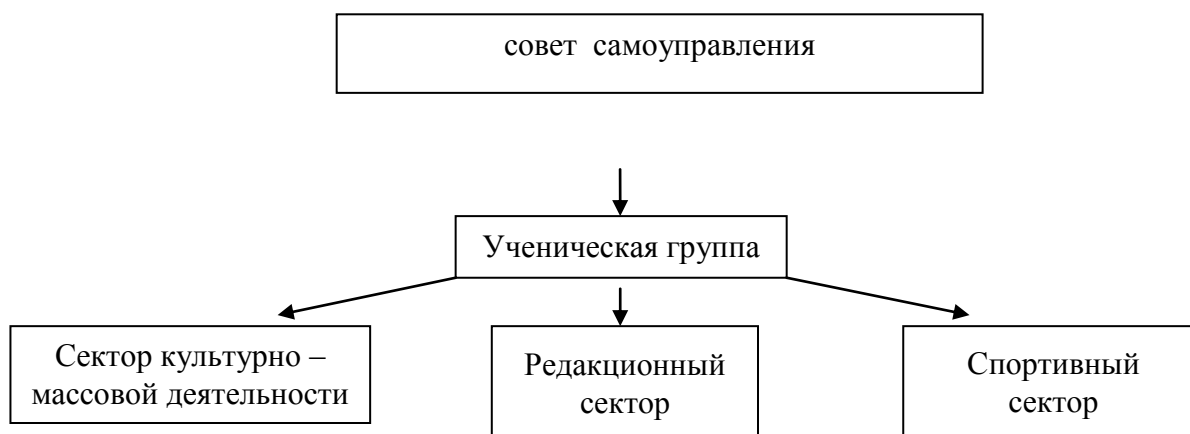 совет самоуправления
Ученическая группа
Сектор культурно –
массовой деятельности
Редакционный
сектор
Спортивный
сектор